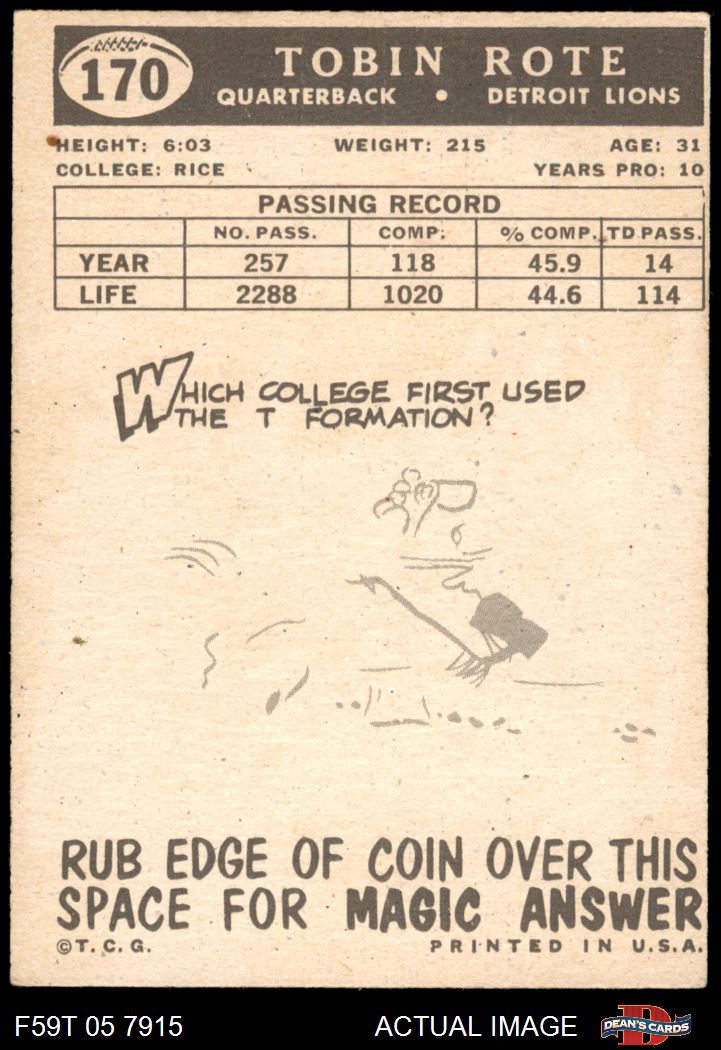 170
TOBIN ROTE
QUARTERBACK • DETROIT LIONS
HEIGHT: 6:03 WEIGHT: 215 AGE: 31
COLLEGE: RICE YEARS PRO: 10
PASSING RECORD
NO. PASS. COMP. % COMP. TD PASS.
YEAR 257 118 45.9 14
LIFE 2288 1020 44.6 114
WHICH COLLEGE FIRST USED
THE T FORMATION?
RUB EDGE OF COIN OVER THIS
SPACE FOR MAGIC ANSWER
©T.C.G. PRINTED IN U.S.A.
F59T 05 7915 ACTUAL IMAGE DEAN'S CARDS